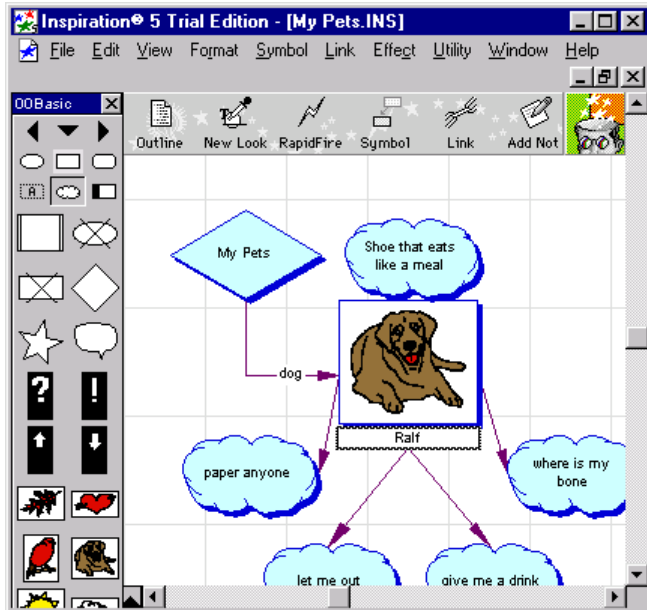 Inspiration® 5 Trial Edition - [My Pets.INS]
File Edit View Format Symbol Link Effect Utility Window Help
00Basic
Outline New Look RapidFire Symbol Link Add Not
A
? !
My Pets
Shoe that eats
like a meal
dog
Ralf
paper anyone
where is my
bone
let me out
give me a drink